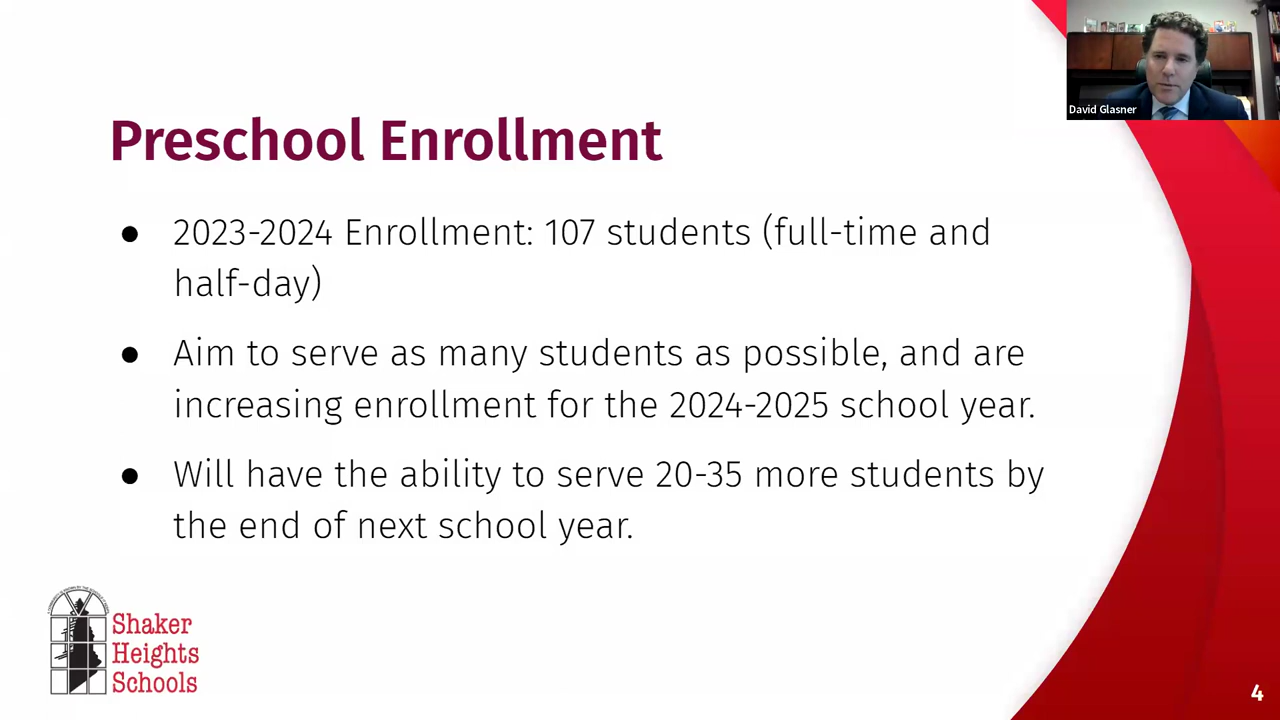 David Glasner
Preschool Enrollment
● 2023-2024 Enrollment: 107 students (full-time and
half-day)
● Aim to serve as many students as possible, and are
increasing enrollment for the 2024-2025 school year.
● Will have the ability to serve 20-35 more students by
the end of next school year.
Shaker
Heights
Schools
4